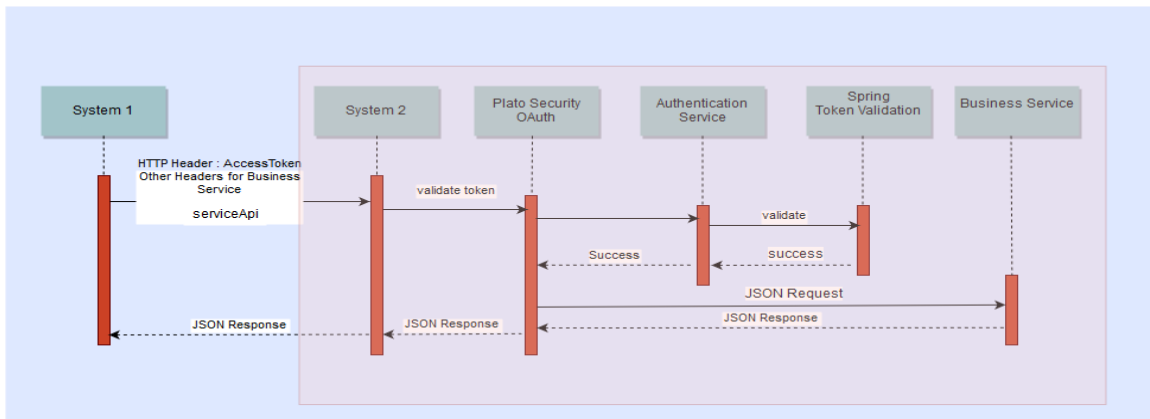 System 1
System 2
Plato Security
OAuth
Authentication
Service
Spring
Token Validation
Business Service
HTTP Header : AccessToken
Other Headers for Business
Service
serviceApi
validate token
validate
Success
success
JSON Request
JSON Response
JSON Response
JSON Response